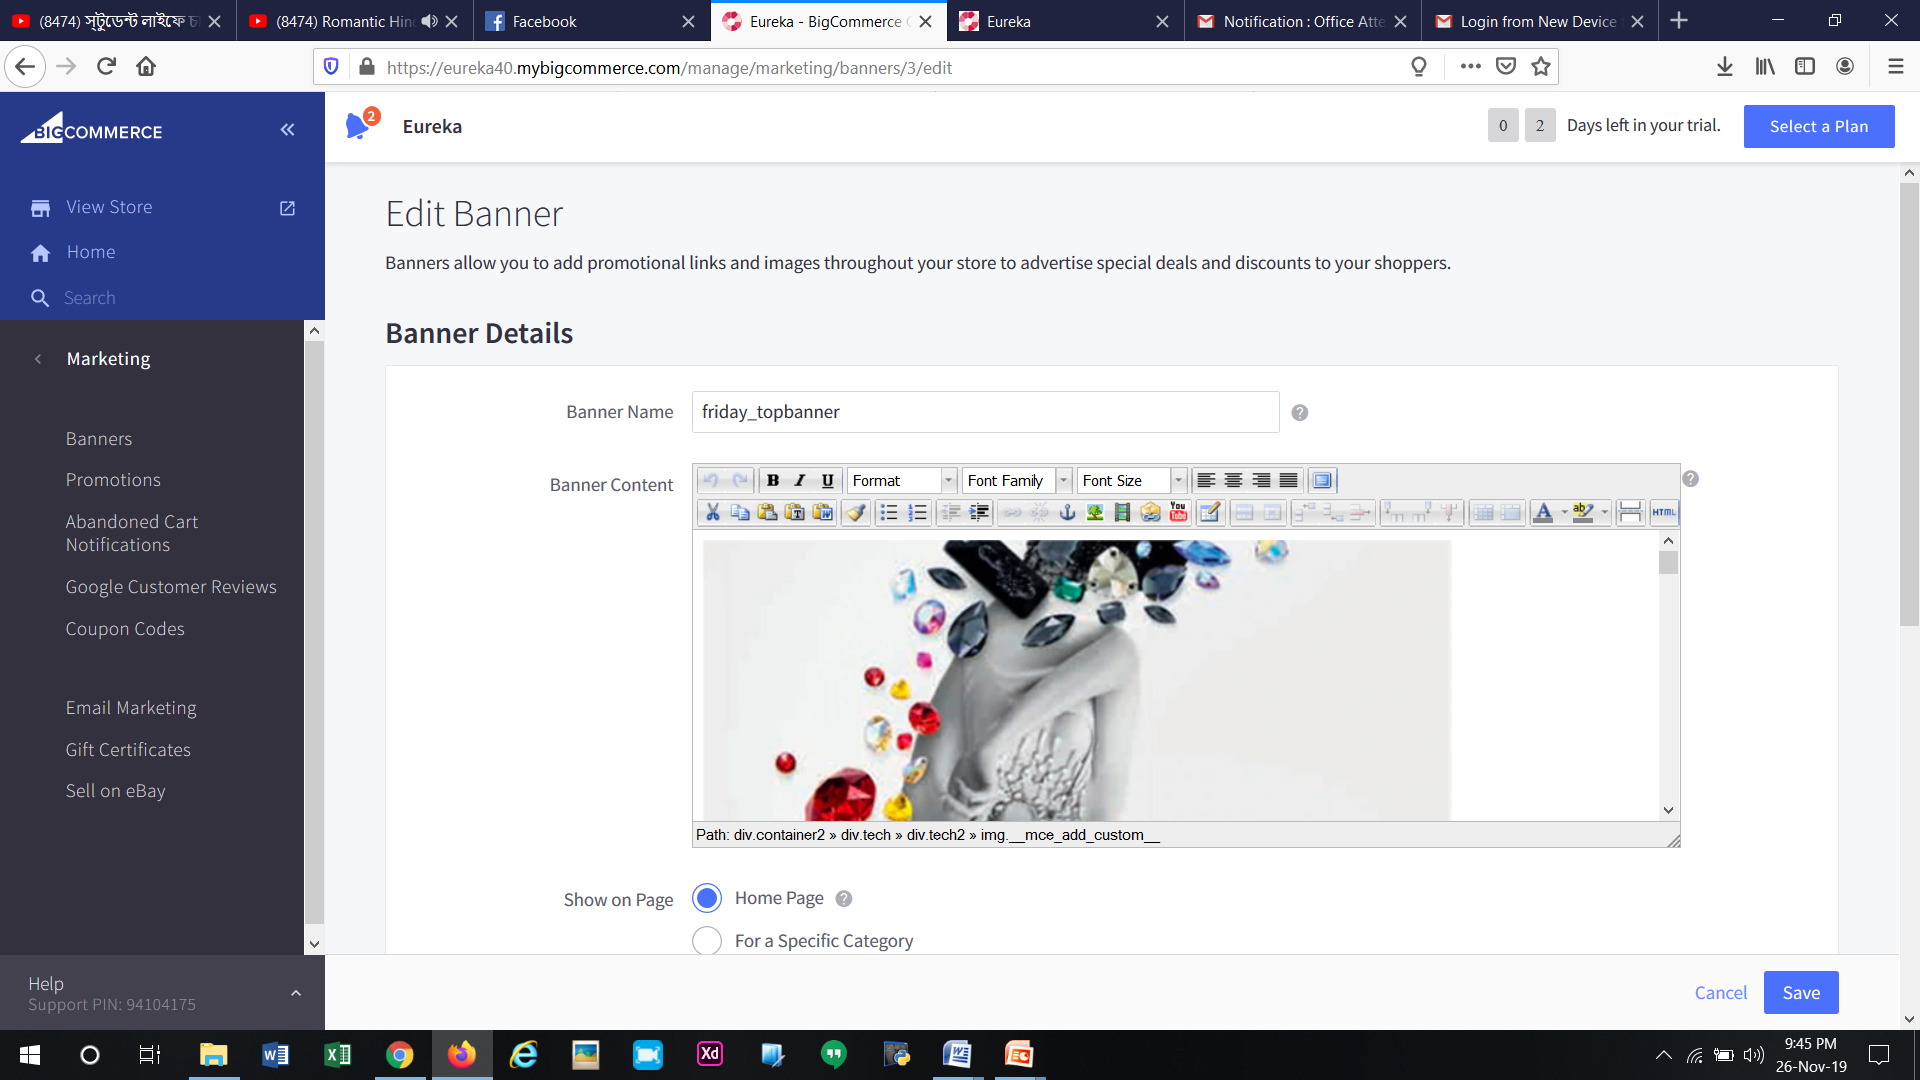 (8474) স্টুডেন্ট লাইফে
(8474) Romantic Hin
Facebook
Eureka - BigCommerce
Eureka
Notification : Office Atte
Login from New Device
https://eureka40.mybigcommerce.com/manage/marketing/banners/3/edit
BIGCOMMERCE
2
Eureka
0 2 Days left in your trial.
Select a Plan
View Store
Home
Search
Marketing
Banners
Promotions
Abandoned Cart
Notifications
Google Customer Reviews
Coupon Codes
Email Marketing
Gift Certificates
Sell on eBay
Help
Support PIN: 94104175
Edit Banner
Banners allow you to add promotional links and images throughout your store to advertise special deals and discounts to your shoppers.
Banner Details
Banner Name
friday_topbanner
Banner Content
B I U Format Font Family Font Size
You Tube A ab HTML
Path: div.container2 » div.tech » div.tech2 » img.__mce_add_custom__
Show on Page
Home Page
For a Specific Category
Cancel
Save
Xd
9:45 PM
26-Nov-19